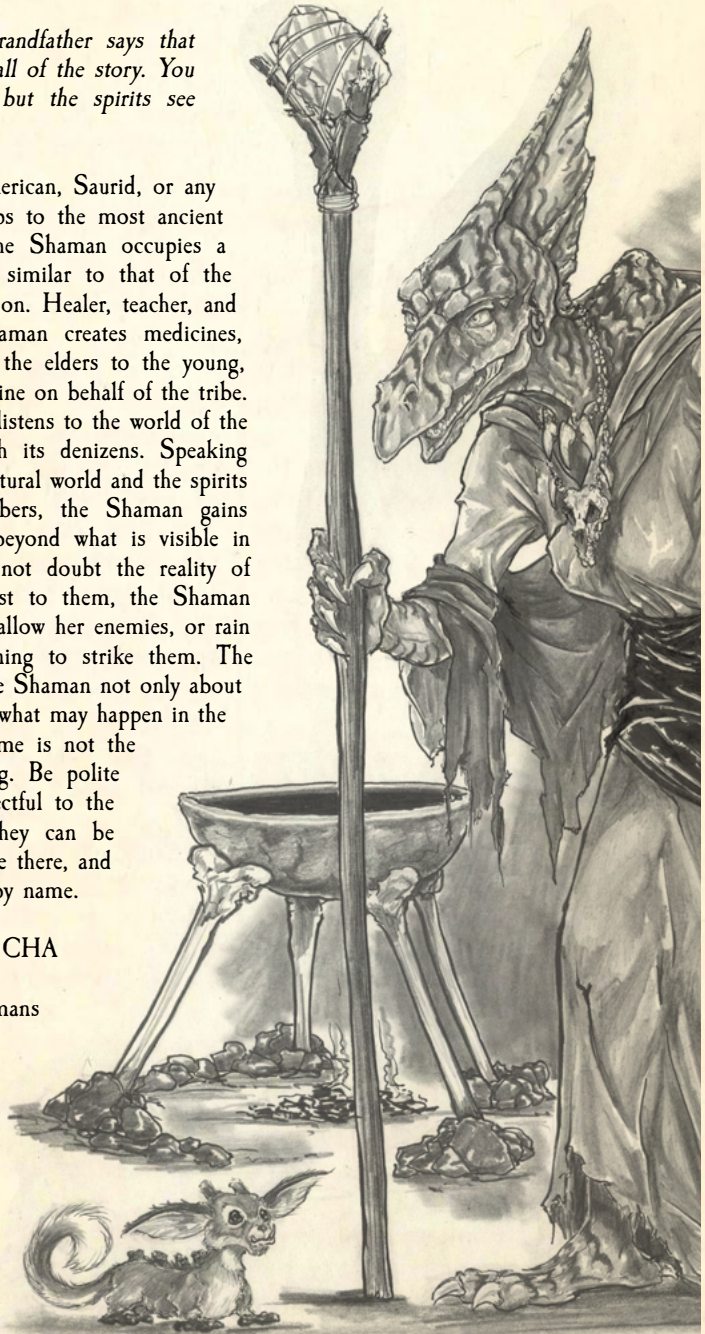 randfather says that
all of the story. You
but the spirits see
erican, Saurid, or any
os to the most ancient
he Shaman occupies a
similar to that of the
on. Healer, teacher, and
aman creates medicines,
the elders to the young,
ine on behalf of the tribe.
listens to the world of the
h its denizens. Speaking
tural world and the spirits
bers, the Shaman gains
beyond what is visible in
not doubt the reality of
st to them, the Shaman
allow her enemies, or rain
ning to strike them. The
e Shaman not only about
what may happen in the
me is not the
g. Be polite
ctful to the
hey can be
e there, and
by name.
CHA
mans